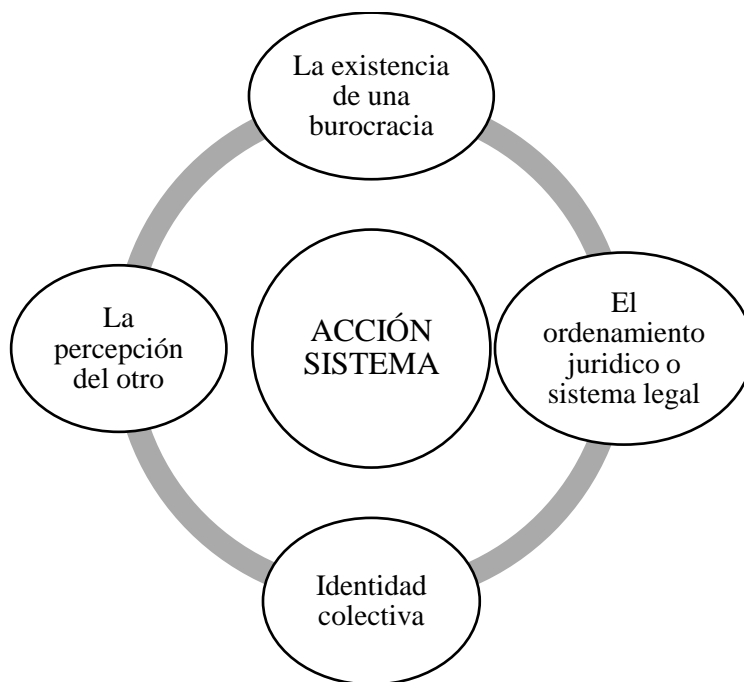 La existencia
de una
burocracia
La
percepción
del otro
ACCIÓN
SISTEMA
El
ordenamiento
juridico o
sistema legal
Identidad
colectiva